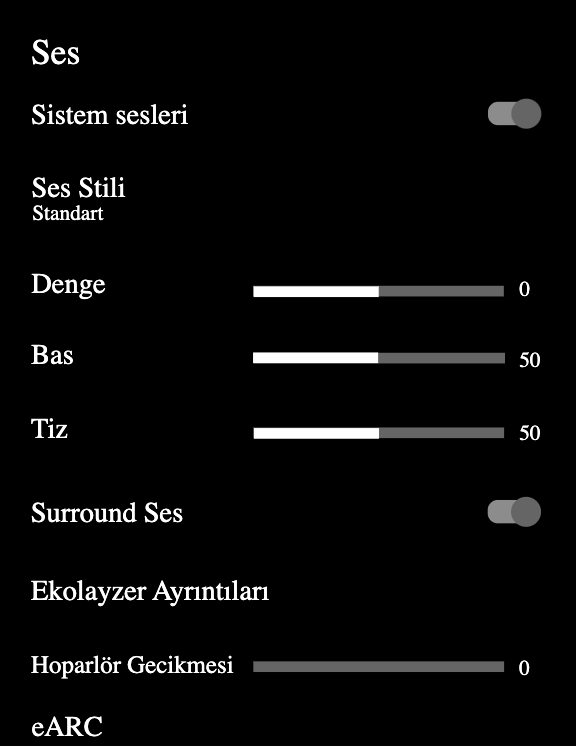 Ses
Sistem sesleri
Ses Stili
Standart
Denge 0
Bas 50
Tiz 50
Surround Ses
Ekolayzer Ayrıntıları
Hoparlör Gecikmesi 0
eARC